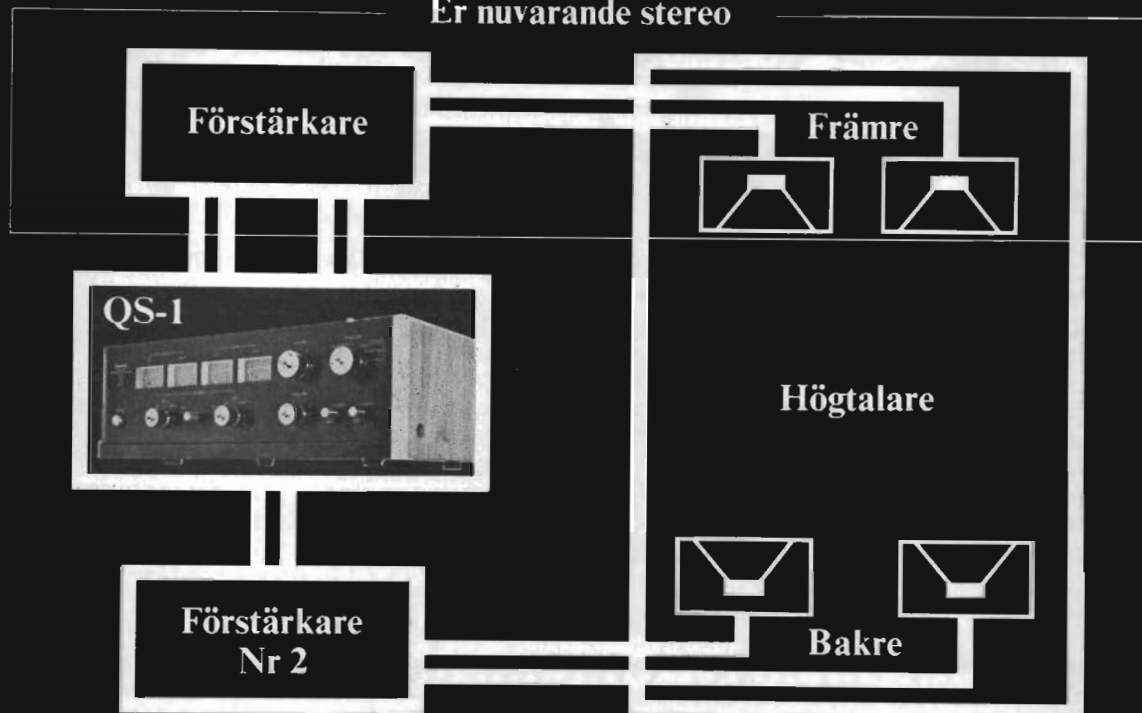 Er nuvarande stereo
Förstärkare
Främre
QS-1
Högtalare
Förstärkare
Nr 2
Bakre